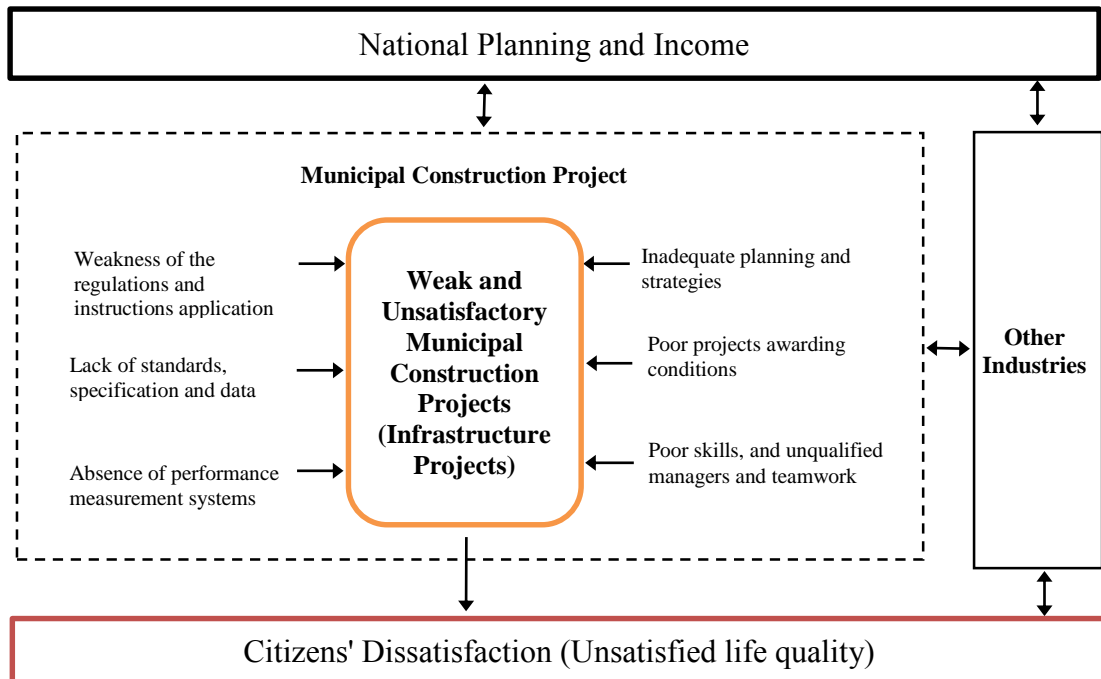 National Planning and Income
Municipal Construction Project
Weakness of the
regulations and
instructions application
Lack of standards,
specification and data
Absence of performance
measurement systems
Weak and
Unsatisfactory
Municipal
Construction
Projects
(Infrastructure
Projects)
Inadequate planning and
strategies
Poor projects awarding
conditions
Poor skills, and unqualified
managers and teamwork
Other
Industries
Citizens' Dissatisfaction (Unsatisfied life quality)